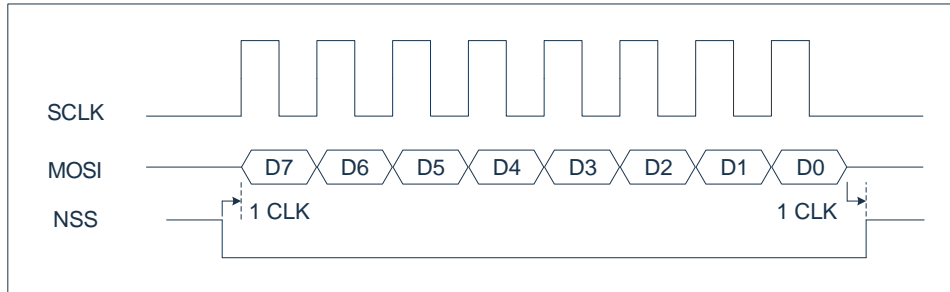 SCLK
MOSI D7 D6 D5 D4 D3 D2 D1 D0
1 CLK 1 CLK
NSS